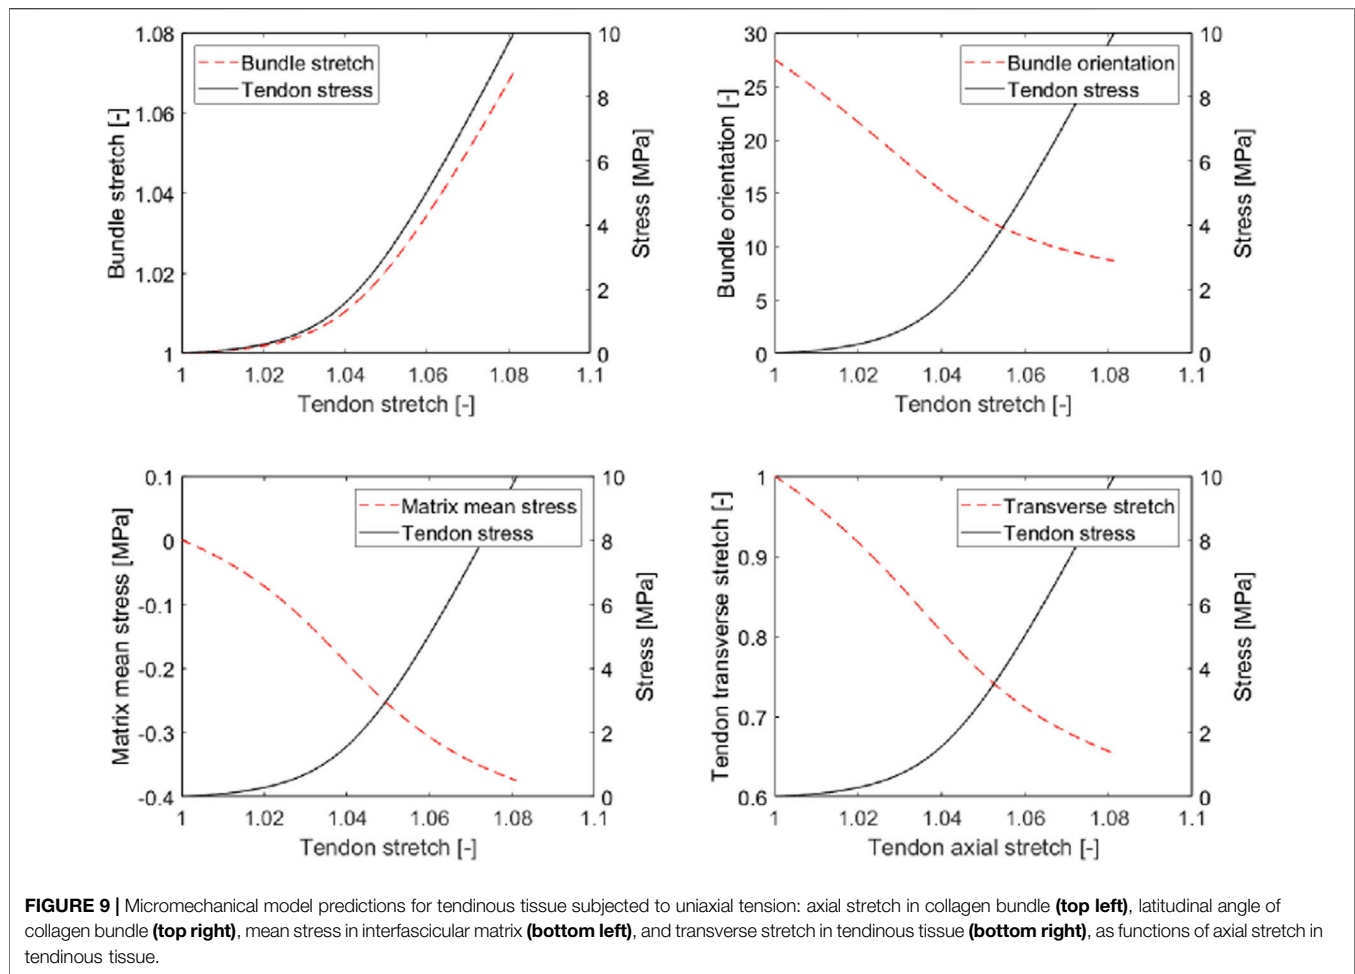 1.08
1.06
1.04
1.02
1
Bundle stretch [-]
Bundle stretch
Tendon stress
10
8
6
4
2
0
Stress [MPa]
1 1.02 1.04 1.06 1.08 1.1
Tendon stretch [-]
30
25
20
15
10
5
0
Bundle orientation [-]
Bundle orientation
Tendon stress
10
8
6
4
2
0
Stress [MPa]
1 1.02 1.04 1.06 1.08 1.1
Tendon stretch [-]
0.1
0
-0.1
-0.2
-0.3
-0.4
Matrix mean stress [MPa]
Matrix mean stress
Tendon stress
10
8
6
4
2
0
Stress [MPa]
1 1.02 1.04 1.06 1.08 1.1
Tendon stretch [-]
1
0.9
0.8
0.7
0.6
Tendon transverse stretch [-]
Transverse stretch
Tendon stress
10
8
6
4
2
0
Stress [MPa]
1 1.02 1.04 1.06 1.08 1.1
Tendon axial stretch [-]
FIGURE 9 | Micromechanical model predictions for tendinous tissue subjected to uniaxial tension: axial stretch in collagen bundle (top left), latitudinal angle of
collagen bundle (top right), mean stress in interfascicular matrix (bottom left), and transverse stretch in tendinous tissue (bottom right), as functions of axial stretch in
tendinous tissue.